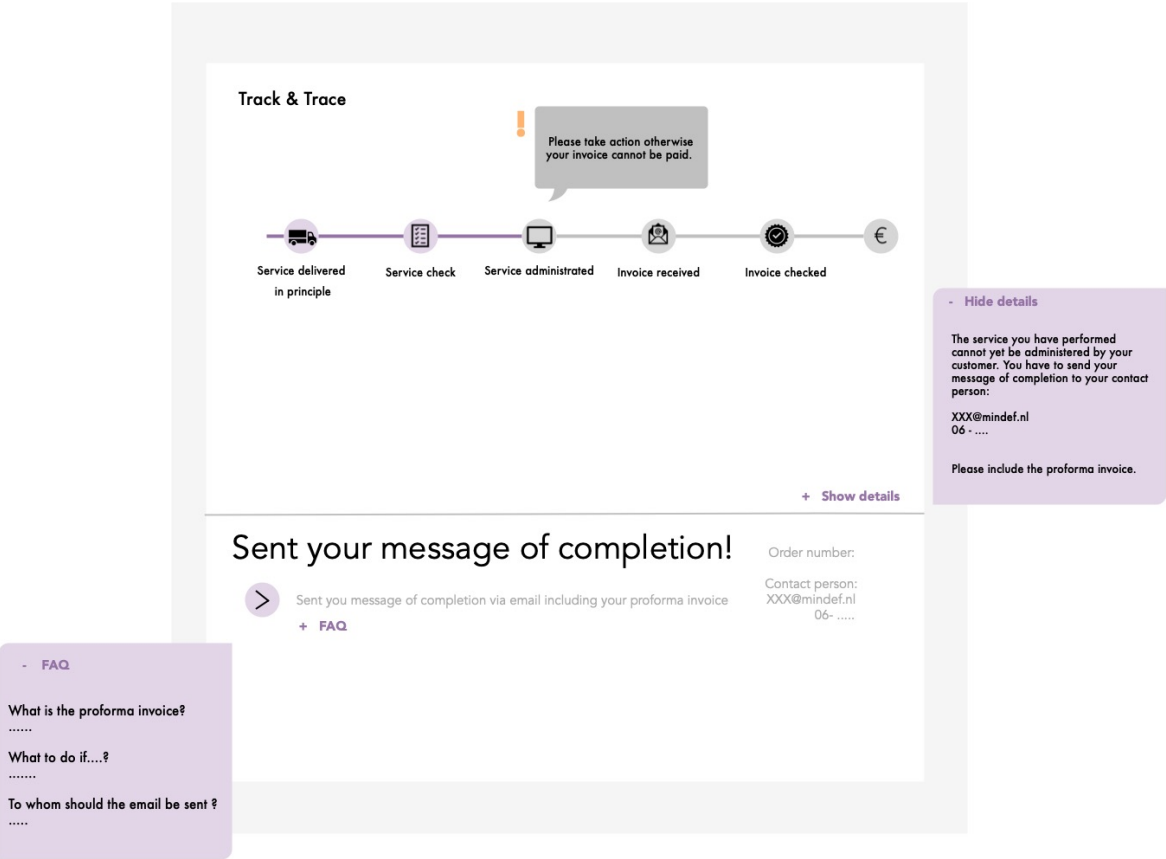 Track & Trace
!
Please take action otherwise
your invoice cannot be paid.
€
Service delivered
in principle
Service check
Service administrated
Invoice received
Invoice checked
- Hide details
The service you have performed
cannot yet be administered by your
customer. You have to send your
message of completion to your contact
person:
XXX@mindef.nl
06 - ....
Please include the proforma invoice.
+ Show details
Sent your message of completion!
Order number:
Contact person:
XXX@mindef.nl
06- .....
>
Sent you message of completion via email including your proforma invoice
+ FAQ
- FAQ
What is the proforma invoice?
......
What to do if....?
.......
To whom should the email be sent ?
.....